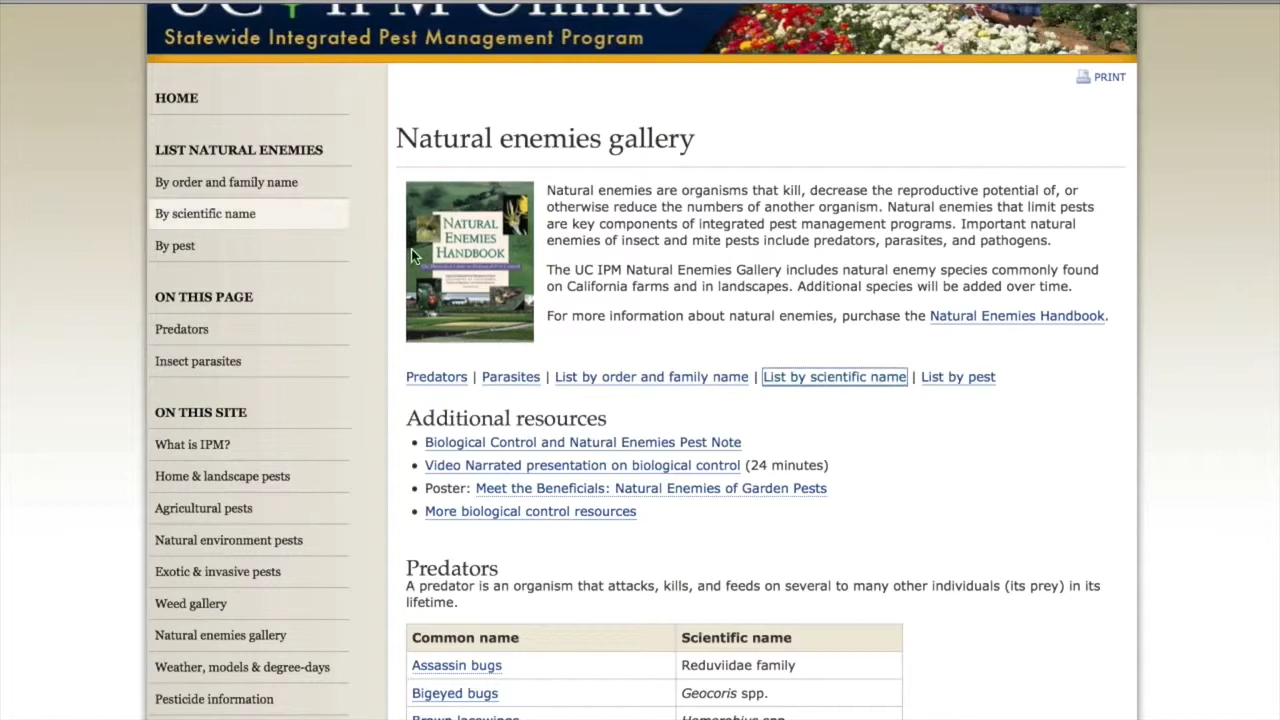 UC IPM Online
Statewide Integrated Pest Management Program
PRINT
HOME
LIST NATURAL ENEMIES
By order and family name
By scientific name
By pest
ON THIS PAGE
Predators
Insect parasites
ON THIS SITE
What is IPM?
Home & landscape pests
Agricultural pests
Natural environment pests
Exotic & invasive pests
Weed gallery
Natural enemies gallery
Weather, models & degree-days
Pesticide information
Natural enemies gallery
NATURAL
ENEMIES
HANDBOOK
Natural enemies are organisms that kill, decrease the reproductive potential of, or
otherwise reduce the numbers of another organism. Natural enemies that limit pests
are key components of integrated pest management programs. Important natural
enemies of insect and mite pests include predators, parasites, and pathogens.
The UC IPM Natural Enemies Gallery includes natural enemy species commonly found
on California farms and in landscapes. Additional species will be added over time.
For more information about natural enemies, purchase the Natural Enemies Handbook.
Predators | Parasites | List by order and family name | List by scientific name | List by pest
Additional resources
• Biological Control and Natural Enemies Pest Note
• Video Narrated presentation on biological control (24 minutes)
• Poster: Meet the Beneficials: Natural Enemies of Garden Pests
• More biological control resources
Predators
A predator is an organism that attacks, kills, and feeds on several to many other individuals (its prey) in its
lifetime.
Common name Scientific name
Assassin bugs Reduviidae family
Bigeyed bugs Geocoris spp.
Brown lacewings Hemerobius spp.